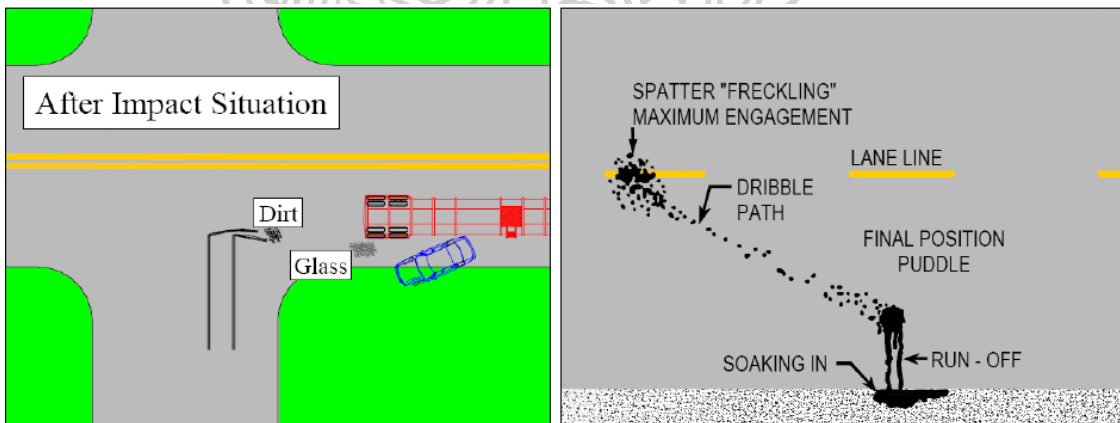 After Impact Situation
Dirt
Glass
SPATTER "FRECKLING"
MAXIMUM ENGAGEMENT
LANE LINE
DRIBBLE
PATH
FINAL POSITION
PUDDLE
SOAKING IN
RUN - OFF